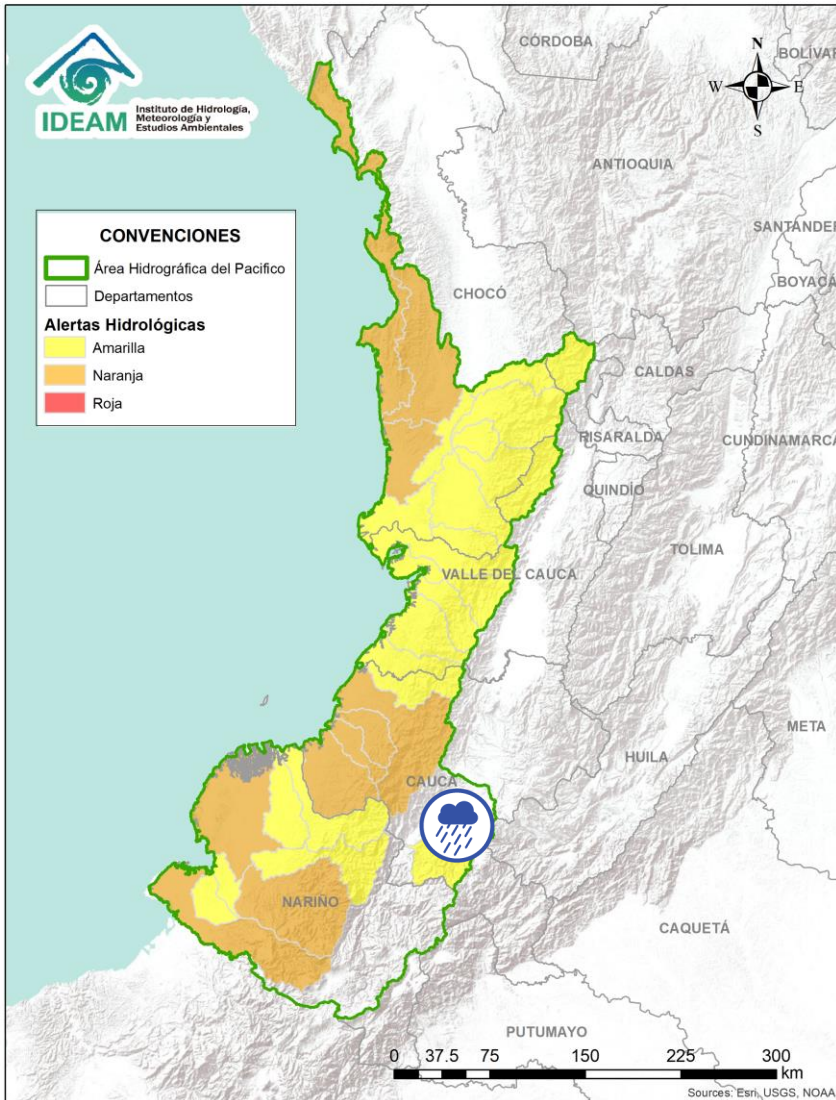 IDEAM
Instituto de Hidrología,
Meteorología y
Estudios Ambientales
CÓRDOBA
BOLÍVAR
N
W E
S
ANTIOQUIA
SANTANDER
BOYACÁ
CONVENCIONES
Área Hidrográfica del Pacifico
Departamentos
Alertas Hidrológicas
Amarilla
Naranja
Roja
CHOCÓ
CALDAS
RISARALDA
CUNDINAMARCA
QUINDÍO
TOLIMA
VALLE DEL CAUCA
META
HUILA
CAUCA
NARIÑO
CAQUETÁ
PUTUMAYO
0 37.5 75 150 225 300
km
Sources: Esri, USGS, NOAA